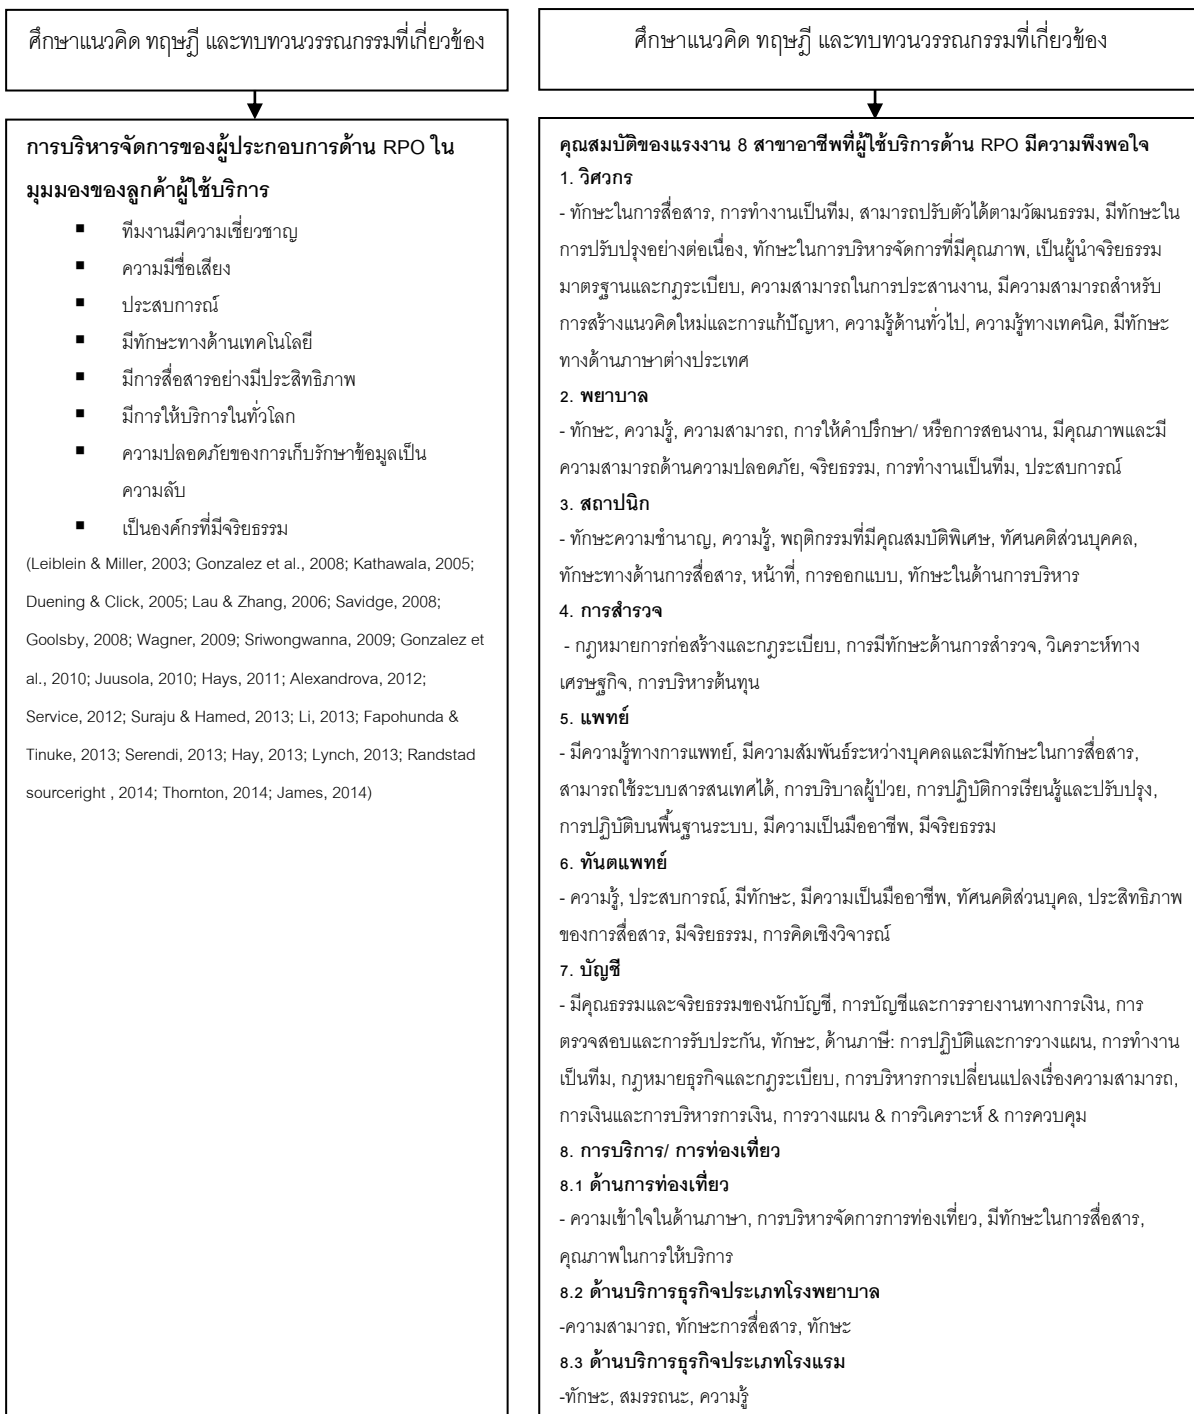 ศึกษาแนวคิด ทฤษฎี และทบทวนวรรณกรรมที่เกี่ยวข้อง
การบริหารจัดการของผู้ประกอบการด้าน RPO ใน
มุมมองของลูกค้าผู้ใช้บริการ
▪ ทีมงานมีความเชี่ยวชาญ
▪ ความมีชื่อเสียง
▪ ประสบการณ์
▪ มีทักษะทางด้านเทคโนโลยี
▪ มีการสื่อสารอย่างมีประสิทธิภาพ
▪ มีการให้บริการในทั่วโลก
▪ ความปลอดภัยของการเก็บรักษาข้อมูลเป็น
ความลับ
▪ เป็นองค์กรที่มีจริยธรรม
(Leiblein & Miller, 2003; Gonzalez et al., 2008; Kathawala, 2005;
Duening & Click, 2005; Lau & Zhang, 2006; Savidge, 2008;
Goolsby, 2008; Wagner, 2009; Sriwongwanna, 2009; Gonzalez et
al., 2010; Juusola, 2010; Hays, 2011; Alexandrova, 2012;
Service, 2012; Suraju & Hamed, 2013; Li, 2013; Fapohunda &
Tinuke, 2013; Serendi, 2013; Hay, 2013; Lynch, 2013; Randstad
sourceright , 2014; Thornton, 2014; James, 2014)
ศึกษาแนวคิด ทฤษฎี และทบทวนวรรณกรรมที่เกี่ยวข้อง
คุณสมบัติของแรงงาน 8 สาขาอาชีพที่ผู้ใช้บริการด้าน RPO มีความพึงพอใจ
1. วิศวกร
- ทักษะในการสื่อสาร, การทำงานเป็นทีม, สามารถปรับตัวได้ตามวัฒนธรรม, มีทักษะใน
การปรับปรุงอย่างต่อเนื่อง, ทักษะในการบริหารจัดการที่มีคุณภาพ, เป็นผู้นำจริยธรรม
มาตรฐานและกฎระเบียบ, ความสามารถในการประสานงาน, มีความสามารถสำหรับ
การสร้างแนวคิดใหม่และการแก้ปัญหา, ความรู้ด้านทั่วไป, ความรู้ทางเทคนิค, มีทักษะ
ทางด้านภาษาต่างประเทศ
2. พยาบาล
- ทักษะ, ความรู้, ความสามารถ, การให้คำปรึกษา/ หรือการสอนงาน, มีคุณภาพและมี
ความสามารถด้านความปลอดภัย, จริยธรรม, การทำงานเป็นทีม, ประสบการณ์
3. สถาปนิก
- ทักษะความชำนาญ, ความรู้, พฤติกรรมที่มีคุณสมบัติพิเศษ, ทัศนคติส่วนบุคคล,
ทักษะทางด้านการสื่อสาร, หน้าที่, การออกแบบ, ทักษะในด้านการบริหาร
4. การสำรวจ
- กฎหมายการก่อสร้างและกฎระเบียบ, การมีทักษะด้านการสำรวจ, วิเคราะห์ทาง
เศรษฐกิจ, การบริหารต้นทุน
5. แพทย์
- มีความรู้ทางการแพทย์, มีความสัมพันธ์ระหว่างบุคคลและมีทักษะในการสื่อสาร,
สามารถใช้ระบบสารสนเทศได้, การบริบาลผู้ป่วย, การปฏิบัติการเรียนรู้และปรับปรุง,
การปฏิบัติบนพื้นฐานระบบ, มีความเป็นมืออาชีพ, มีจริยธรรม
6. ทันตแพทย์
- ความรู้, ประสบการณ์, มีทักษะ, มีความเป็นมืออาชีพ, ทัศนคติส่วนบุคล, ประสิทธิภาพ
ของการสื่อสาร, มีจริยธรรม, การคิดเชิงวิจารณ์
7. บัญชี
- มีคุณธรรมและจริยธรรมของนักบัญชี, การบัญชีและการรายงานทางการเงิน, การ
ตรวจสอบและการรับประกัน, ทักษะ, ด้านภาษี: การปฏิบัติและการวางแผน, การทำงาน
เป็นทีม, กฎหมายธุรกิจและกฎระเบียบ, การบริหารการเปลี่ยนแปลงเรื่องความสามารถ,
การเงินและการบริหารการเงิน, การวางแผน & การวิเคราะห์ & การควบคุม
8. การบริการ/ การท่องเที่ยว
8.1 ด้านการท่องเที่ยว
- ความเข้าใจในด้านภาษา, การบริหารจัดการการท่องเที่ยว, มีทักษะในการสื่อสาร,
คุณภาพในการให้บริการ
8.2 ด้านบริการธุรกิจประเภทโรงพยาบาล
-ความสามารถ, ทักษะการสื่อสาร, ทักษะ
8.3 ด้านบริการธุรกิจประเภทโรงแรม
-ทักษะ, สมรรถนะ, ความรู้